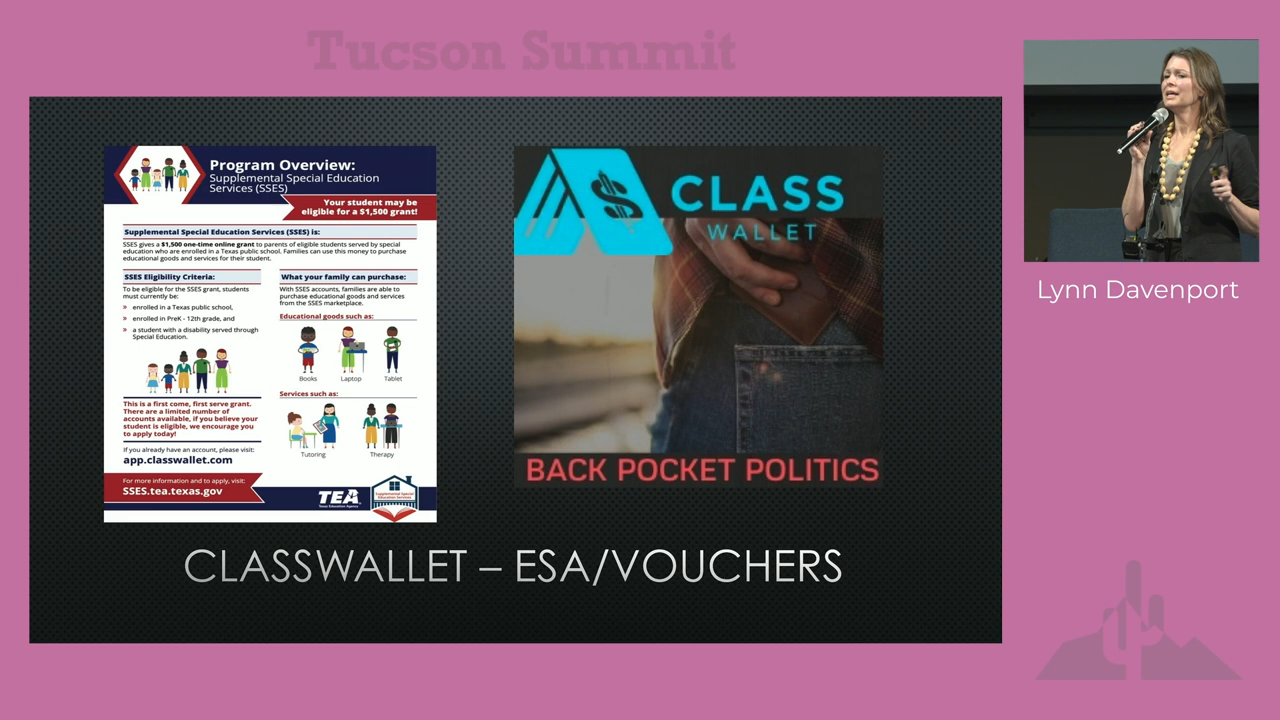 Tucson Summit
Program Overview:
Supplemental Special Education
Services (SSES)
Your student may be
eligible for a $1,500 grant!
Supplemental Special Education Services (SSES) is:
SSES gives a $1,500 one-time online grant to parents of eligible students served by special
education who are enrolled in a Texas public school. Families can use this money to purchase
educational goods and services for their student.
SSES Eligibility Criteria:
To be eligible for the SSES grant, students
must currently be:
» enrolled in a Texas public school,
» enrolled in PreK - 12th grade, and
» a student with a disability served through
Special Education.
This is a first come, first serve grant.
There are a limited number of
accounts available, if you believe your
student is eligible, we encourage you
to apply today!
If you already have an account, please visit:
app.classwallet.com
What your family can purchase:
With SSES accounts, families are able to
purchase educational goods and services
from the SSES marketplace.
Educational goods such as:
Books Laptop Tablet
Services such as:
Tutoring Therapy
For more information and to apply, visit:
SSES.tea.texas.gov
TEA
Texas Education Agency
Supplemental Special
Education Services
$ CLASS
WALLET
BACK POCKET POLITICS
CLASSWALLET – ESA/VOUCHERS
Lynn Davenport